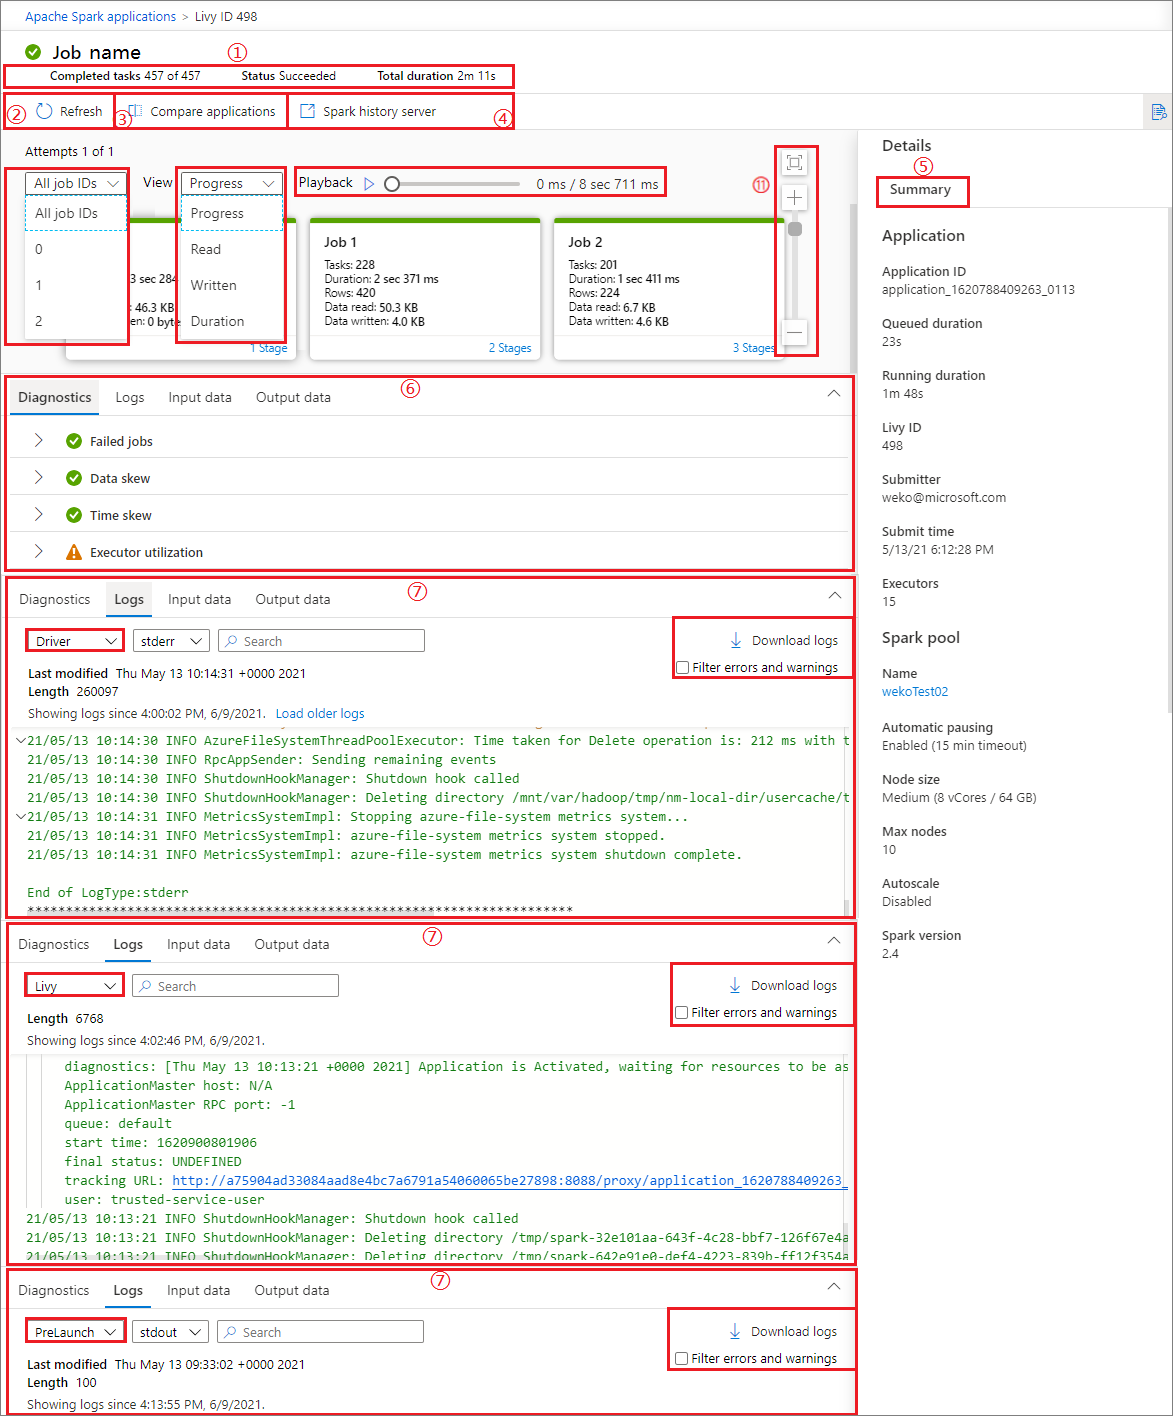 Apache Spark applications > Livy ID 498
Job name
①
Completed tasks 457 of 457 Status Succeeded Total duration 2m 11s
② Refresh ③ Compare applications Spark history server ④
Attempts 1 of 1
All job IDs View Progress Playback 0 ms / 8 sec 711 ms ⑪
All job IDs
0
1
2
Progress
Read
Written
Duration
3 sec 284
: 46.3 KB
en: 0 byte
1 Stage
Job 1
Tasks: 228
Duration: 2 sec 371 ms
Rows: 420
Data read: 50.3 KB
Data written: 4.0 KB
2 Stages
Job 2
Tasks: 201
Duration: 1 sec 411 ms
Rows: 224
Data read: 6.7 KB
Data written: 4.6 KB
3 Stages
⑥
Diagnostics Logs Input data Output data
Failed jobs
Data skew
Time skew
Executor utilization
⑦
Diagnostics Logs Input data Output data
Driver stderr Search Download logs
Filter errors and warnings
Last modified Thu May 13 10:14:31 +0000 2021
Length 260097
Showing logs since 4:00:02 PM, 6/9/2021. Load older logs
21/05/13 10:14:30 INFO AzureFileSystemThreadPoolExecutor: Time taken for Delete operation is: 212 ms with t
21/05/13 10:14:30 INFO RpcAppSender: Sending remaining events
21/05/13 10:14:30 INFO ShutdownHookManager: Shutdown hook called
21/05/13 10:14:30 INFO ShutdownHookManager: Deleting directory /mnt/var/hadoop/tmp/nm-local-dir/usercache/t
21/05/13 10:14:31 INFO MetricsSystemImpl: Stopping azure-file-system metrics system...
21/05/13 10:14:31 INFO MetricsSystemImpl: azure-file-system metrics system stopped.
21/05/13 10:14:31 INFO MetricsSystemImpl: azure-file-system metrics system shutdown complete.
End of LogType:stderr
***********************************************************************
⑦
Diagnostics Logs Input data Output data
Livy Search Download logs
Filter errors and warnings
Length 6768
Showing logs since 4:02:46 PM, 6/9/2021.
diagnostics: [Thu May 13 10:13:21 +0000 2021] Application is Activated, waiting for resources to be as
ApplicationMaster host: N/A
ApplicationMaster RPC port: -1
queue: default
start time: 1620900801906
final status: UNDEFINED
tracking URL: http://a75904ad33084aad8e4bc7a6791a54060065be27898:8088/proxy/application_1620788409263_
user: trusted-service-user
21/05/13 10:13:21 INFO ShutdownHookManager: Shutdown hook called
21/05/13 10:13:21 INFO ShutdownHookManager: Deleting directory /tmp/spark-32e101aa-643f-4c28-bbf7-126f67e4a
21/05/13 10:13:21 INFO ShutdownHookManager: Deleting directory /tmp/spark-642e91e0-def4-4223-839b-ff12f354a
⑦
Diagnostics Logs Input data Output data
PreLaunch stdout Search Download logs
Filter errors and warnings
Last modified Thu May 13 09:33:02 +0000 2021
Length 100
Showing logs since 4:13:55 PM, 6/9/2021.
Details
⑤
Summary
Application
Application ID
application_1620788409263_0113
Queued duration
23s
Running duration
1m 48s
Livy ID
498
Submitter
weko@microsoft.com
Submit time
5/13/21 6:12:28 PM
Executors
15
Spark pool
Name
wekoTest02
Automatic pausing
Enabled (15 min timeout)
Node size
Medium (8 vCores / 64 GB)
Max nodes
10
Autoscale
Disabled
Spark version
2.4